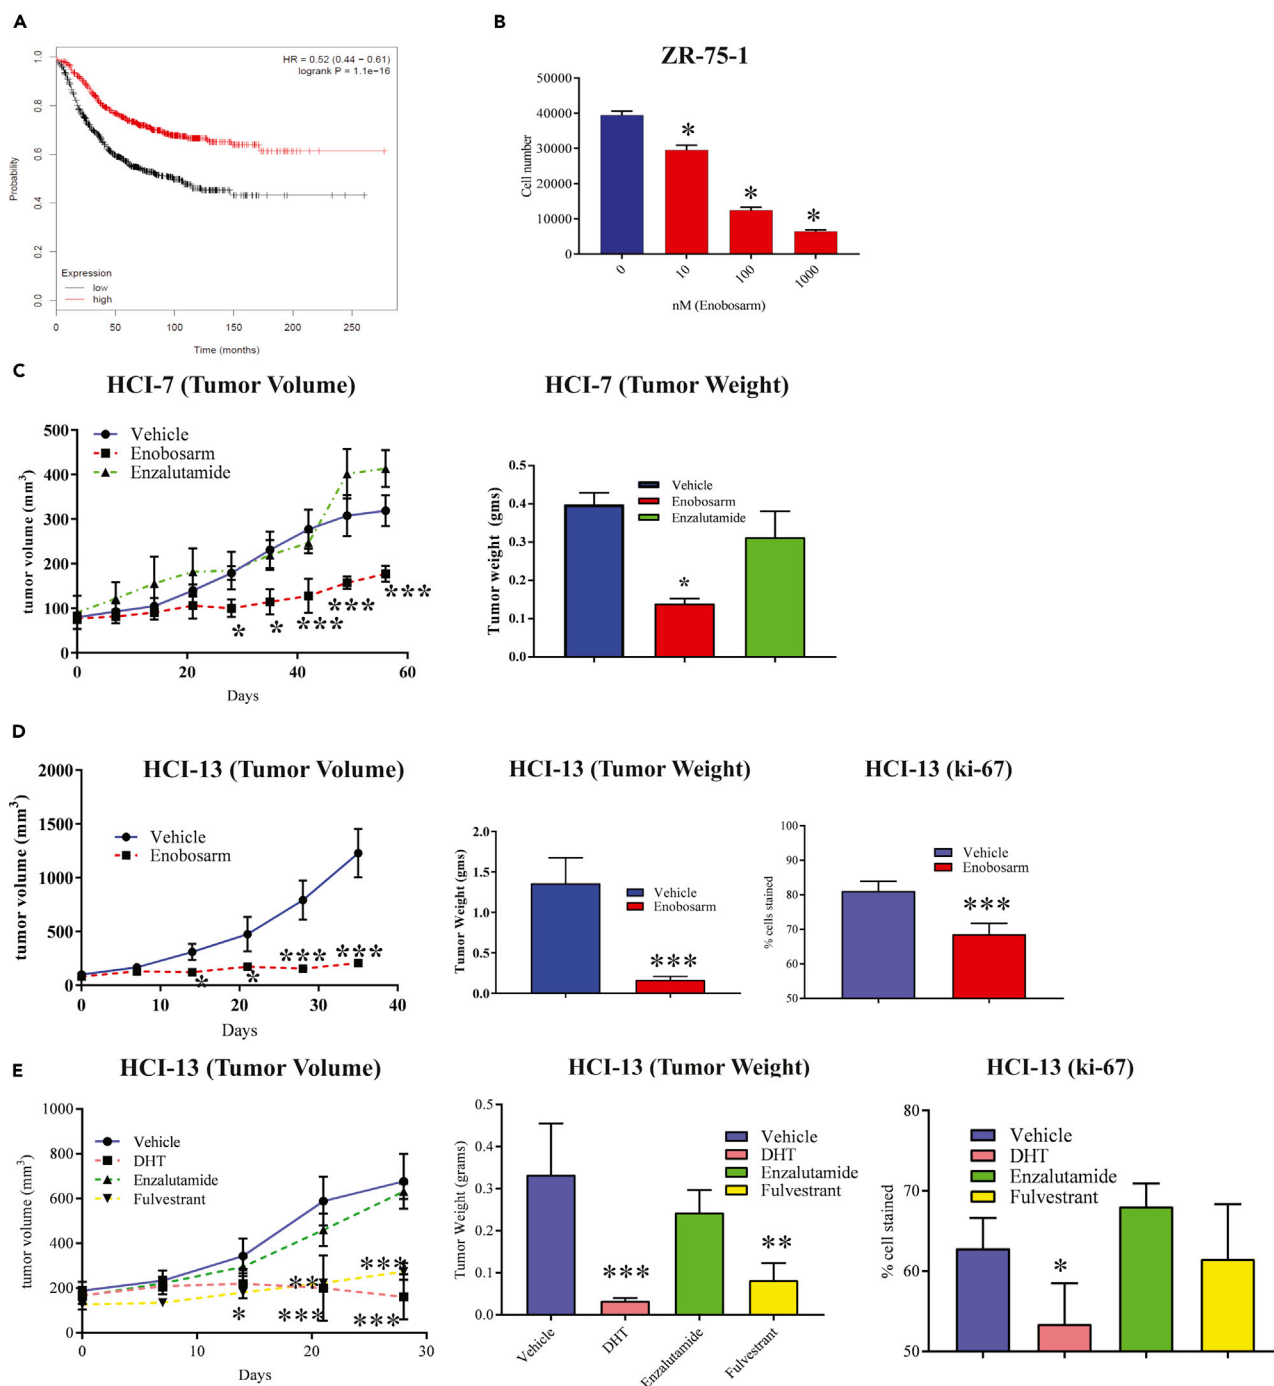 A
HR = 0.52 (0.44 − 0.61)
logrank P = 1.1e−16
1.0
0.8
0.6
0.4
0.2
0.0
Probability
Expression
low
high
0 50 100 150 200 250
Time (months)
B
ZR-75-1
50000
40000
30000
20000
10000
0
Cell number
*
*
*
0 10 100 1000
nM (Enobosarm)
C
HCI-7 (Tumor Volume)
Vehicle
Enobosarm
Enzalutamide
500
400
300
200
100
0
tumor volume (mm3)
* * *** *** ***
0 20 40 60
Days
HCI-7 (Tumor Weight)
0.5
0.4
0.3
0.2
0.1
0.0
Tumor weight (gms)
Vehicle
Enobosarm
Enzalutamide
*
D
HCI-13 (Tumor Volume)
2000
1500
1000
500
0
tumor volume (mm3)
Vehicle
Enobosarm
* * *** ***
0 10 20 30 40
Days
HCI-13 (Tumor Weight)
2.0
1.5
1.0
0.5
0.0
Tumor Weight (gms)
Vehicle
Enobosarm
***
HCI-13 (ki-67)
100
90
80
70
60
50
% cells stained
Vehicle
Enobosarm
***
E
HCI-13 (Tumor Volume)
1000
800
600
400
200
0
tumor volume (mm3)
Vehicle
DHT
Enzalutamide
Fulvestrant
***
**
* *** ***
0 10 20 30
Days
HCI-13 (Tumor Weight)
0.5
0.4
0.3
0.2
0.1
0.0
Tumor Weight (grams)
Vehicle
DHT
Enzalutamide
Fulvestrant
***
**
Vehicle DHT Enzalutamide Fulvestrant
HCI-13 (ki-67)
80
70
60
50
% cell stained
Vehicle
DHT
Enzalutamide
Fulvestrant
*